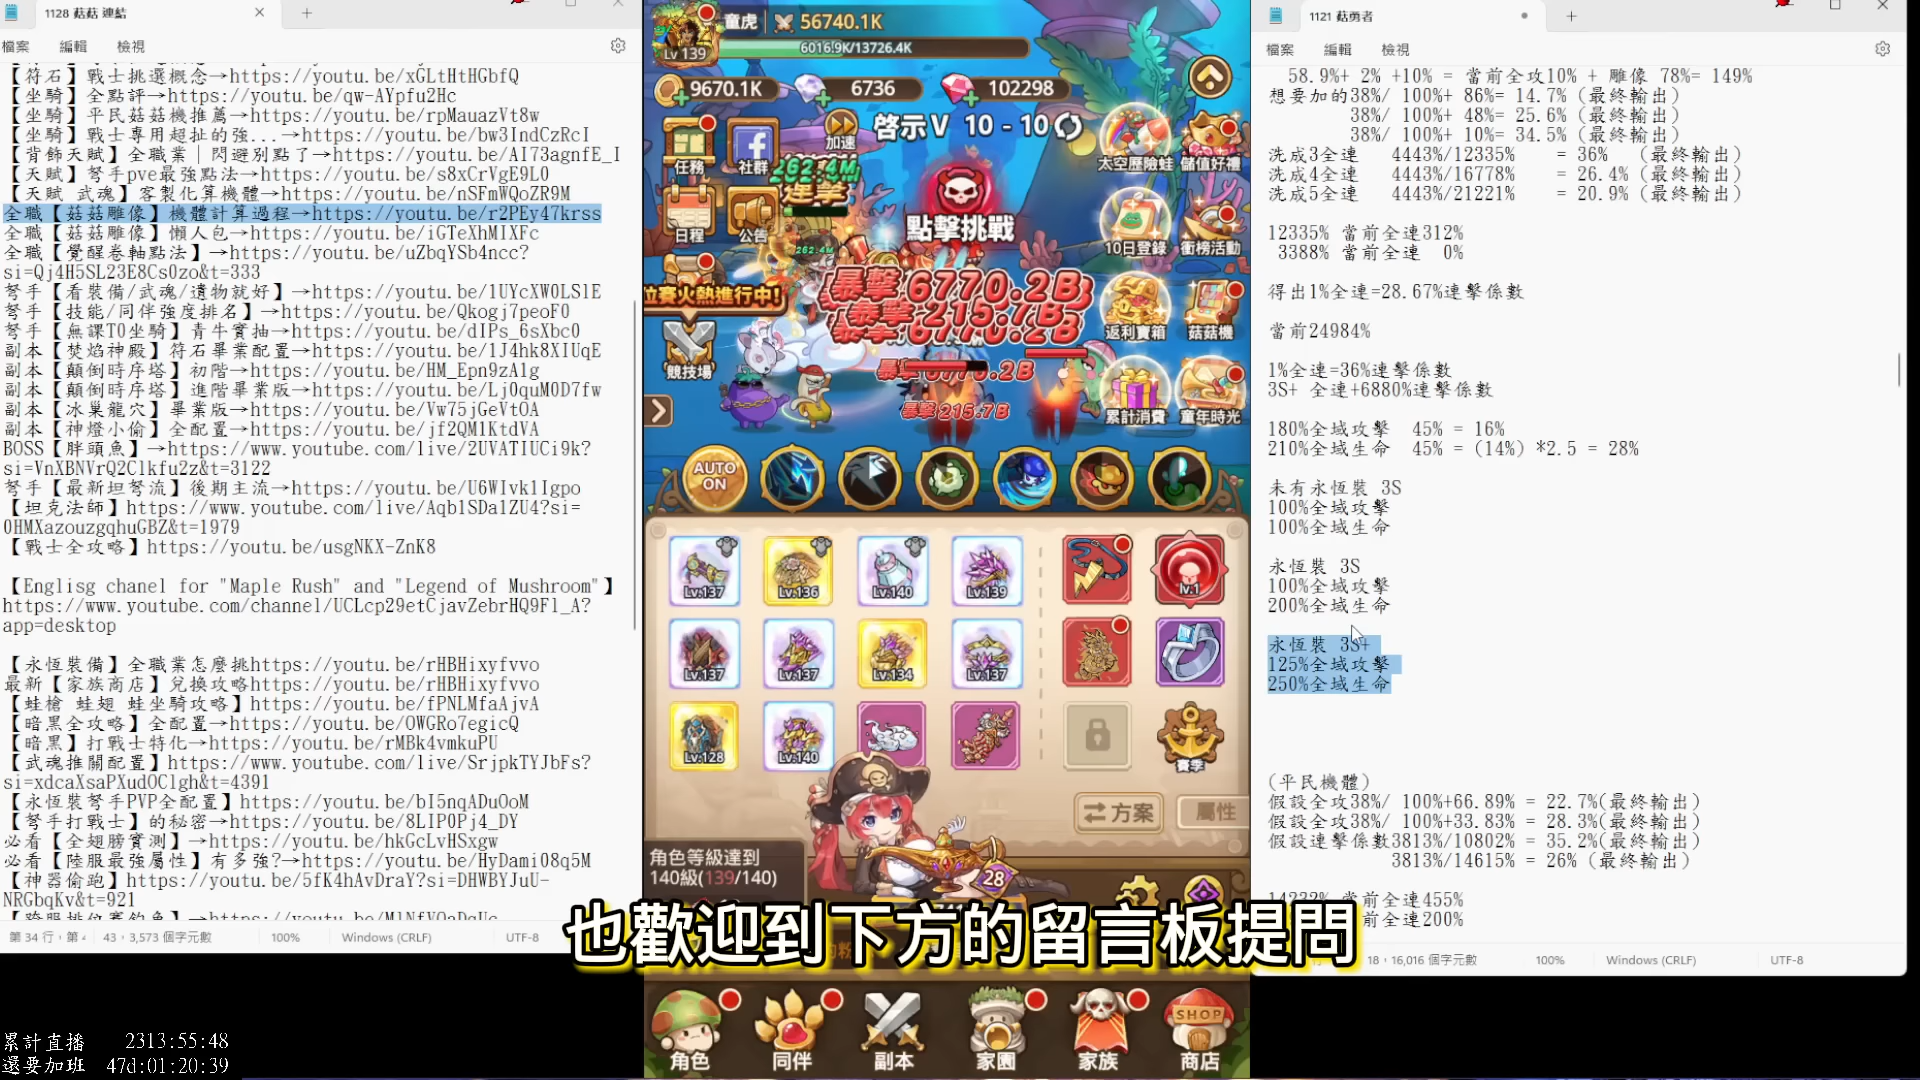 1128 菇菇 連結
檔案 編輯 檢視
【符石】戰士挑選概念→https://youtu.be/xGLtHtHGbfQ
【坐騎】全點評→https://youtu.be/qw-AYpfu2Hc
【坐騎】平民菇菇機推薦→https://youtu.be/rpMauazVt8w
【坐騎】戰士專用超扯的強...→https://youtu.be/bw3IndCzRcI
【背飾天賦】全職業｜閃避別點了→https://youtu.be/AI73agnfE_I
【天賦】弩手pve最強點法→https://youtu.be/s8xCrVgE9L0
【天賦 武魂】客製化算機體→https://youtu.be/nSFmWQoZR9M
全職【菇菇雕像】機體計算過程→https://youtu.be/r2PEy47krss
全職【菇菇雕像】懶人包→https://youtu.be/iGTeXhMIXFc
全職【覺醒卷軸點法】→https://youtu.be/uZbqYSb4ncc?
si=Qj4H5SL23E8Cs0zo&t=333
弩手【看裝備/武魂/遺物就好】→https://youtu.be/1UYcXW0LSlE
弩手【技能/同伴強度排名】→https://youtu.be/Qkogj7peoF0
弩手【無課T0坐騎】青牛實抽→https://youtu.be/dIPs_6sXbc0
副本【焚焰神殿】符石畢業配置→https://youtu.be/1J4hk8XIUqE
副本【顛倒時序塔】初階→https://youtu.be/HM_Epn9zA1g
副本【顛倒時序塔】進階畢業版→https://youtu.be/Lj0quM0D7fw
副本【冰巢龍穴】畢業版→https://youtu.be/Vw75jGeVtOA
副本【神燈小偷】全配置→https://youtu.be/jf2QM1KtdVA
BOSS【胖頭魚】→https://www.youtube.com/live/2UVATIUCi9k?
si=VnXBNVrQ2Clkfu2z&t=3122
弩手【最新坦弩流】後期主流→https://youtu.be/U6WIvk1Igpo
【坦克法師】https://www.youtube.com/live/AqblSDa1ZU4?si=
0HMXazouzgqhuGBZ&t=1979
【戰士全攻略】https://youtu.be/usgNKX-ZnK8
【Englisg chanel for "Maple Rush" and "Legend of Mushroom"】
https://www.youtube.com/channel/UCLcp29etCjavZebrHQ9Fl_A?
app=desktop
【永恆裝備】全職業怎麼挑https://youtu.be/rHBHixyfvvo
最新【家族商店】兌換攻略https://youtu.be/rHBHixyfvvo
【蛙槍 蛙翅 蛙坐騎攻略】https://youtu.be/fPNLMfaAjvA
【暗黑全攻略】全配置→https://youtu.be/OWGRo7egicQ
【暗黑】打戰士特化→https://youtu.be/rMBk4vmkuPU
【武魂推關配置】https://www.youtube.com/live/SrjpkTYJbFs?
si=xdcaXsaPXudOClgh&t=4391
【永恆裝弩手PVP全配置】https://youtu.be/bI5nqADuOoM
【弩手打戰士】的秘密→https://youtu.be/8LIP0Pj4_DY
必看【全翅膀實測】→https://youtu.be/hkGcLvHSxgw
必看【陸服最強屬性】有多強?→https://youtu.be/HyDami08q5M
【神器偷跑】https://youtu.be/5fK4hAvDraY?si=DHWBYJuU-
NRGbqKv&t=921
43，3,573 個字元數 100% Windows (CRLF) UTF-8
累計直播 2313:55:48
還要加班 47d:01:20:39
童虎 56740.1K
Lv 139
6016.9K/13726.4K
9670.1K 6736 102298
任務 社群 加速
啓示V 10 - 10
太空歷險蛙 儲值好禮
262.4M
連擊
日程 公告
點擊挑戰
10日登錄 衝榜活動
262.4M
位賽火熱進行中!
暴擊6770.2B
暴擊215.7B
返利寶箱 菇菇機
競技場
暴擊215.7B
累計消費 童年時光
AUTO ON
Lv.137 Lv.136 Lv.140 Lv.139 lv.1
Lv.137 Lv.137 Lv.134 Lv.137
Lv.128 Lv.140 賽季
方案 屬性
角色等級達到
140級(139/140)
28
也歡迎到下方的留言板提問
角色 同伴 副本 家園 家族 商店
SHOP
1121 菇勇者
檔案 編輯 檢視
58.9%+ 2% +10% = 當前全攻10% + 雕像 78%= 149%
想要加的38%/ 100%+ 86%= 14.7% (最終輸出)
38%/ 100%+ 48%= 25.6% (最終輸出)
38%/ 100%+ 10%= 34.5% (最終輸出)
洗成3全連 4443%/12335% = 36% (最終輸出)
洗成4全連 4443%/16778% = 26.4% (最終輸出)
洗成5全連 4443%/21221% = 20.9% (最終輸出)
12335% 當前全連312%
3388% 當前全連 0%
得出1%全連=28.67%連擊係數
當前24984%
1%全連=36%連擊係數
3S+ 全連+6880%連擊係數
180%全域攻擊 45% = 16%
210%全域生命 45% = (14%) *2.5 = 28%
未有永恆裝 3S
100%全域攻擊
100%全域生命
永恆裝 3S
100%全域攻擊
200%全域生命
永恆裝 3S+
125%全域攻擊
250%全域生命
(平民機體)
假設全攻38%/ 100%+66.89% = 22.7%(最終輸出)
假設全攻38%/ 100%+33.83% = 28.3%(最終輸出)
假設連擊係數3813%/10802% = 35.2%(最終輸出)
3813%/14615% = 26% (最終輸出)
當前全連455%
前全連200%
18，16,016 個字元數 100% Windows (CRLF) UTF-8